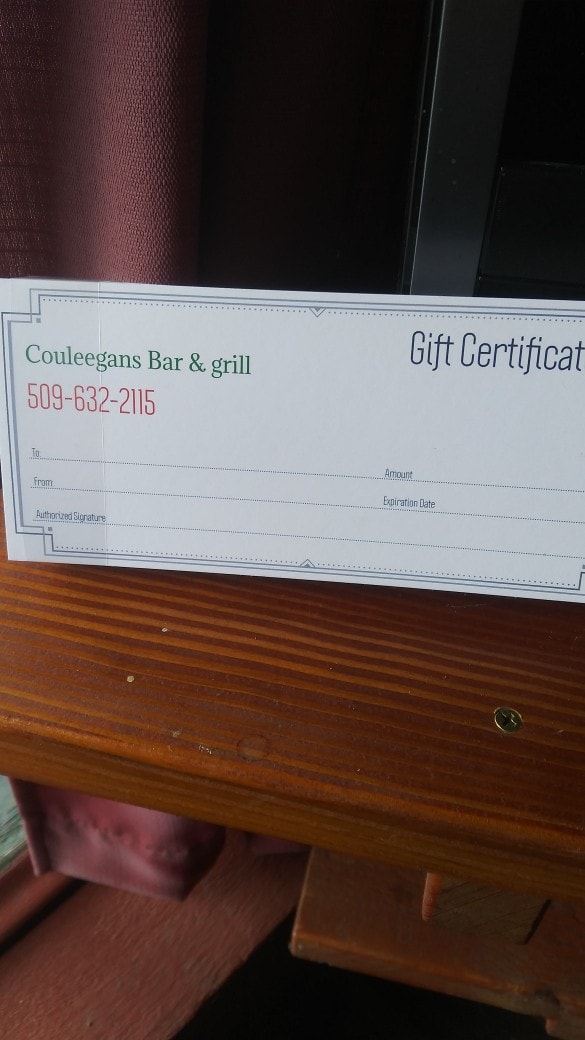 Couleegans Bar & grill
Gift Certificat
509-632-2115
To
Amount
From
Expiration Date
Authorized Signature